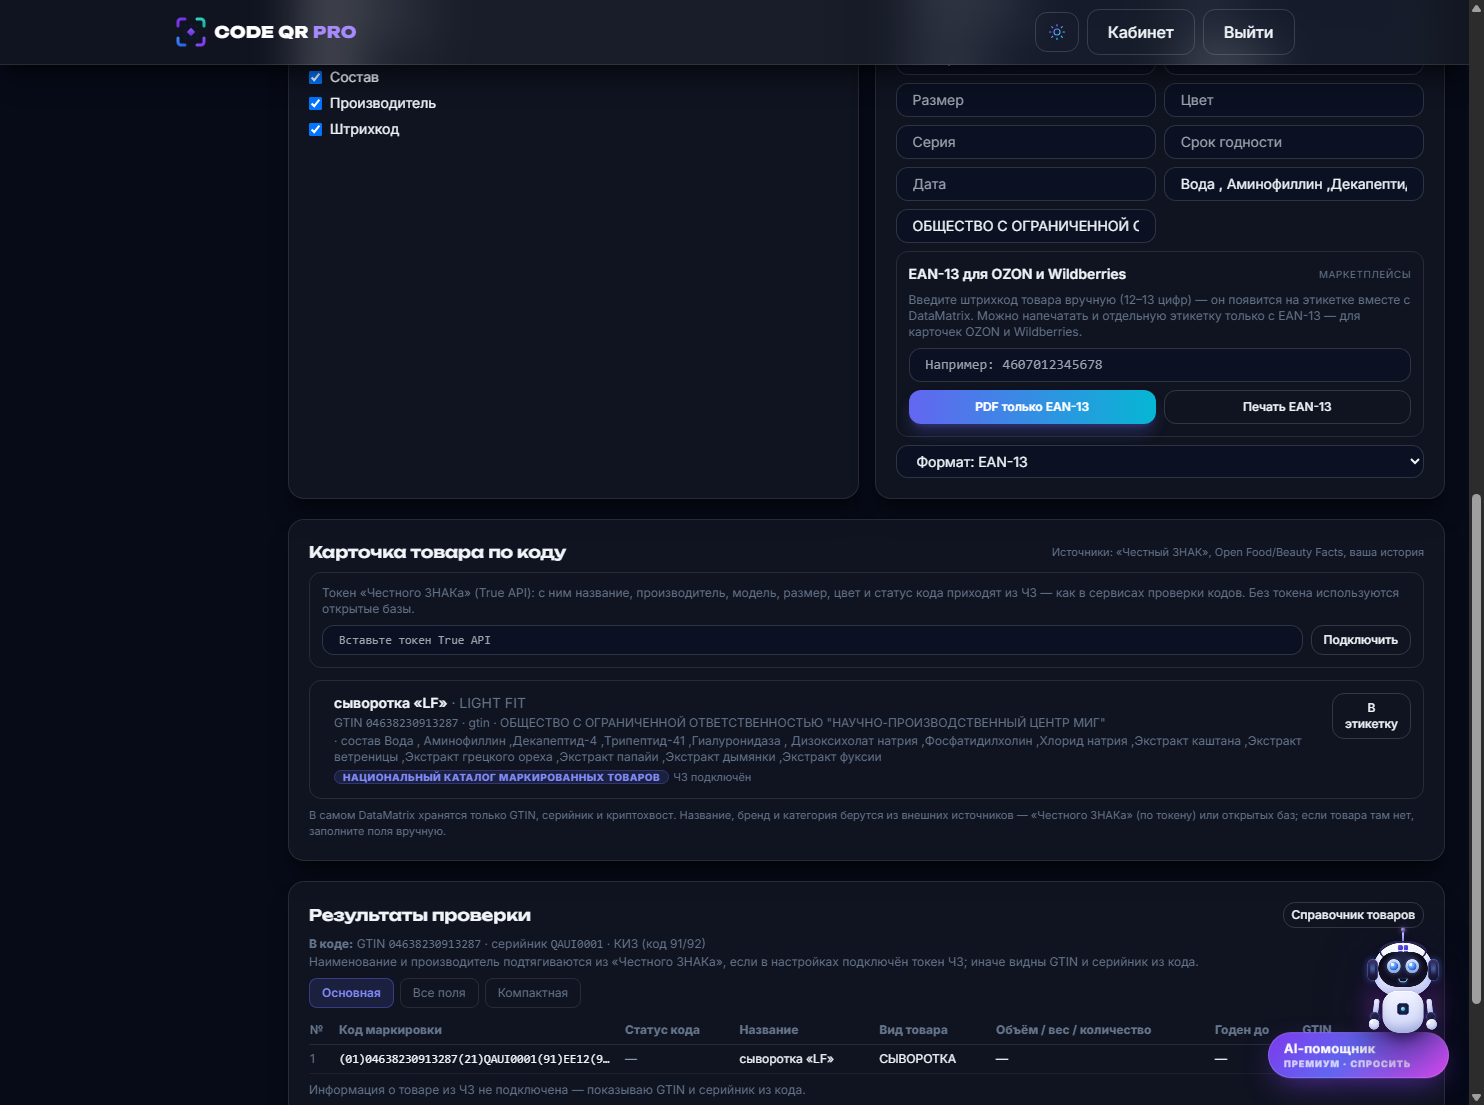 CODE QR PRO
Кабинет
Выйти
Состав
Производитель
Штрихкод
Размер
Цвет
Серия
Срок годности
Дата
Вода , Аминофиллин ,Декапепти
ОБЩЕСТВО С ОГРАНИЧЕННОЙ
EAN-13 для OZON и Wildberries
МАРКЕТПЛЕЙСЫ
Введите штрихкод товара вручную (12–13 цифр) — он появится на этикетке вместе с
DataMatrix. Можно напечатать и отдельную этикетку только с EAN-13 — для
карточек OZON и Wildberries.
Например: 4607012345678
PDF только EAN-13
Печать EAN-13
Формат: EAN-13
Карточка товара по коду
Источники: «Честный ЗНАК», Open Food/Beauty Facts, ваша история
Токен «Честного ЗНАКа» (True API): с ним название, производитель, модель, размер, цвет и статус кода приходят из ЧЗ — как в сервисах проверки кодов. Без токена используются
открытые базы.
Вставьте токен True API
Подключить
сыворотка «LF» · LIGHT FIT
GTIN 04638230913287 · gtin · ОБЩЕСТВО С ОГРАНИЧЕННОЙ ОТВЕТСТВЕННОСТЬЮ "НАУЧНО-ПРОИЗВОДСТВЕННЫЙ ЦЕНТР МИГ"
· состав Вода , Аминофиллин ,Декапептид-4 ,Трипептид-41 ,Гиалуронидаза , Дизоксихолат натрия ,Фосфатидилхолин ,Хлорид натрия ,Экстракт каштана ,Экстракт
ветреницы ,Экстракт грецкого ореха ,Экстракт папайи ,Экстракт дымянки ,Экстракт фуксии
НАЦИОНАЛЬНЫЙ КАТАЛОГ МАРКИРОВАННЫХ ТОВАРОВ ЧЗ подключён
В
этикетку
В самом DataMatrix хранятся только GTIN, серийник и криптохвост. Название, бренд и категория берутся из внешних источников — «Честного ЗНАКа» (по токену) или открытых баз; если товара там нет,
заполните поля вручную.
Результаты проверки
Справочник товаров
В коде: GTIN 04638230913287 · серийник QAUI0001 · КИЗ (код 91/92)
Наименование и производитель подтягиваются из «Честного ЗНАКа», если в настройках подключён токен ЧЗ; иначе видны GTIN и серийник из кода.
Основная
Все поля
Компактная
№ Код маркировки Статус кода Название Вид товара Объём / вес / количество Годен до GTIN
1 (01)04638230913287(21)QAUI0001(91)EE12(9… — сыворотка «LF» СЫВОРОТКА — —
Информация о товаре из ЧЗ не подключена — показываю GTIN и серийник из кода.
AI-помощник
ПРЕМИУМ · СПРОСИТЬ